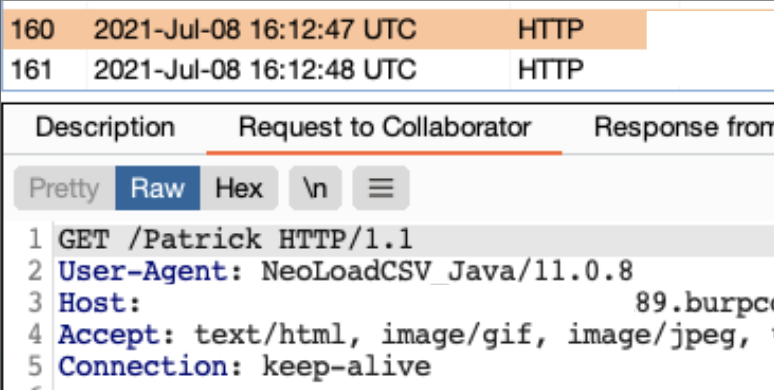 160 2021-Jul-08 16:12:47 UTC HTTP
161 2021-Jul-08 16:12:48 UTC HTTP
Description Request to Collaborator Response from
Pretty Raw Hex \n
1 GET /Patrick HTTP/1.1
2 User-Agent: NeoLoadCSV_Java/11.0.8
3 Host: 89.burpco
4 Accept: text/html, image/gif, image/jpeg,
5 Connection: keep-alive